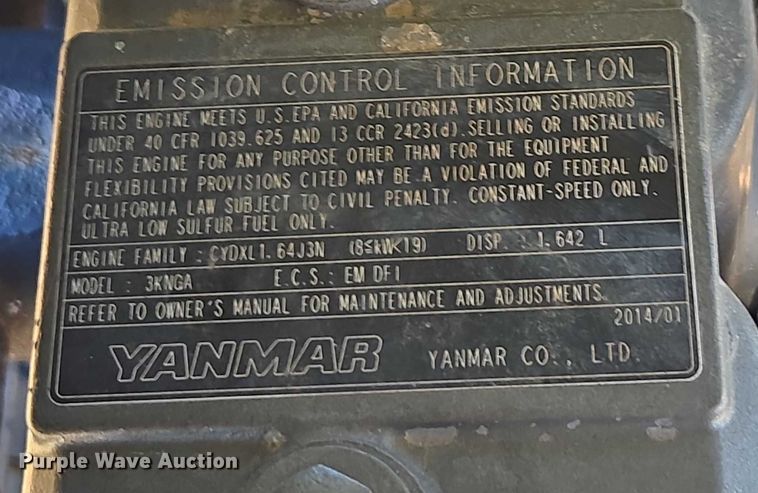 EMISSION CONTROL INFORMATION
THIS ENGINE MEETS U.S.EPA AND CALIFORNIA EMISSION STANDARDS
UNDER 40 CFR 1039.625 AND 13 CCR 2423(d).SELLING OR INSTALLING
THIS ENGINE FOR ANY PURPOSE OTHER THAN FOR THE EQUIPMENT
FLEXIBILITY PROVISIONS CITED MAY BE A VIOLATION OF FEDERAL AND
CALIFORNIA LAW SUBJECT TO CIVIL PENALTY. CONSTANT-SPEED ONLY.
ULTRA LOW SULFUR FUEL ONLY.
ENGINE FAMILY : CYDXL1.64J3N (8≤kW<19) DISP. : 1.642 L
MODEL : 3KNGA E.C.S.: EM DFI
REFER TO OWNER'S MANUAL FOR MAINTENANCE AND ADJUSTMENTS.
2014/01
YANMAR YANMAR CO., LTD.
Purple Wave Auction